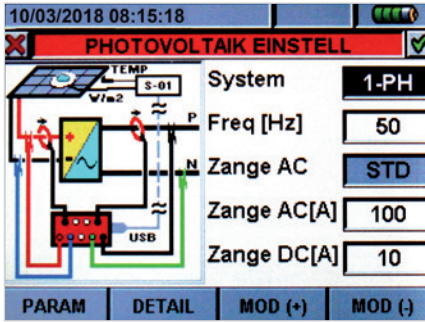 10/03/2018 08:15:18
PHOTOVOLTAIK EINSTELL
TEMP
S-01
W/m2
P
N
USB
System 1-PH
Freq [Hz] 50
Zange AC STD
Zange AC[A] 100
Zange DC[A] 10
PARAM DETAIL MOD (+) MOD (-)